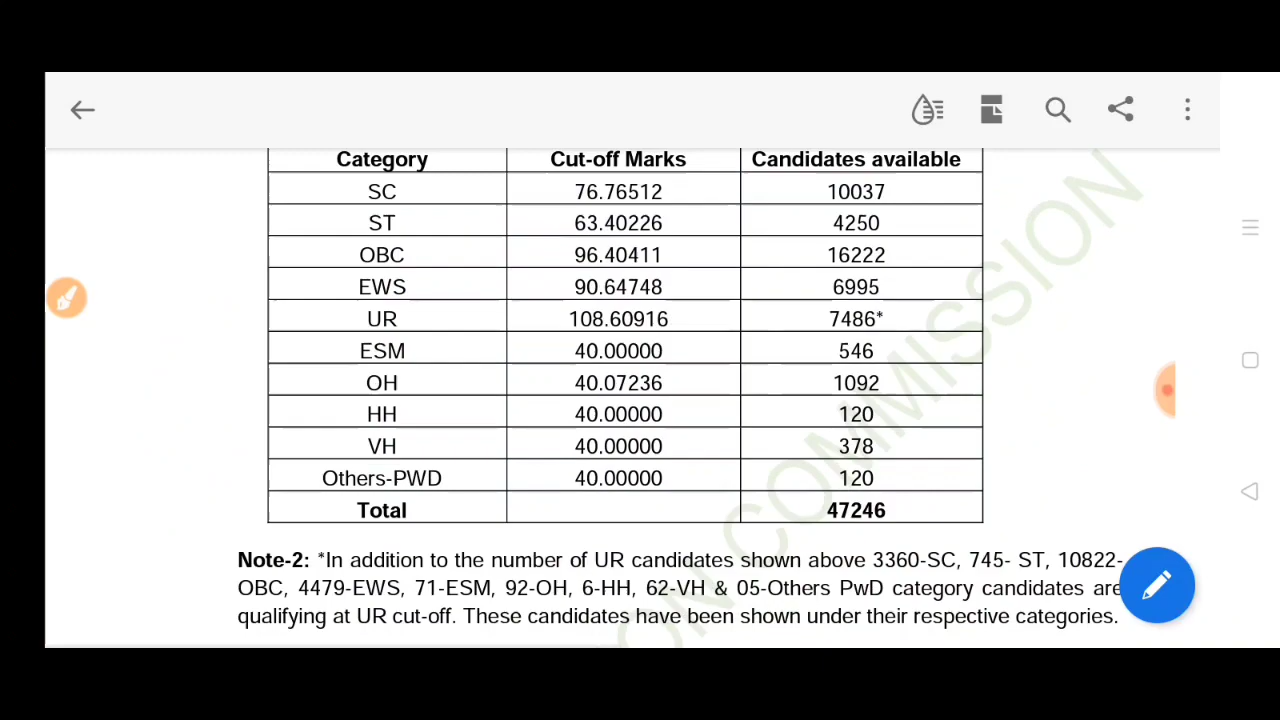 Category Cut-off Marks Candidates available
SC 76.76512 10037
ST 63.40226 4250
OBC 96.40411 16222
EWS 90.64748 6995
UR 108.60916 7486*
ESM 40.00000 546
OH 40.07236 1092
HH 40.00000 120
VH 40.00000 378
Others-PWD 40.00000 120
Total 47246
Note-2: *In addition to the number of UR candidates shown above 3360-SC, 745- ST, 10822-
OBC, 4479-EWS, 71-ESM, 92-OH, 6-HH, 62-VH & 05-Others PwD category candidates are
qualifying at UR cut-off. These candidates have been shown under their respective categories.
ON COMMISSION